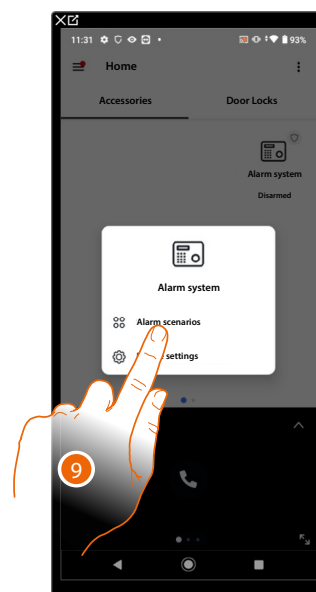 11:31 93%
Home
Accessories Door Locks
Alarm system
Disarmed
Alarm system
Alarm scenarios
settings
9